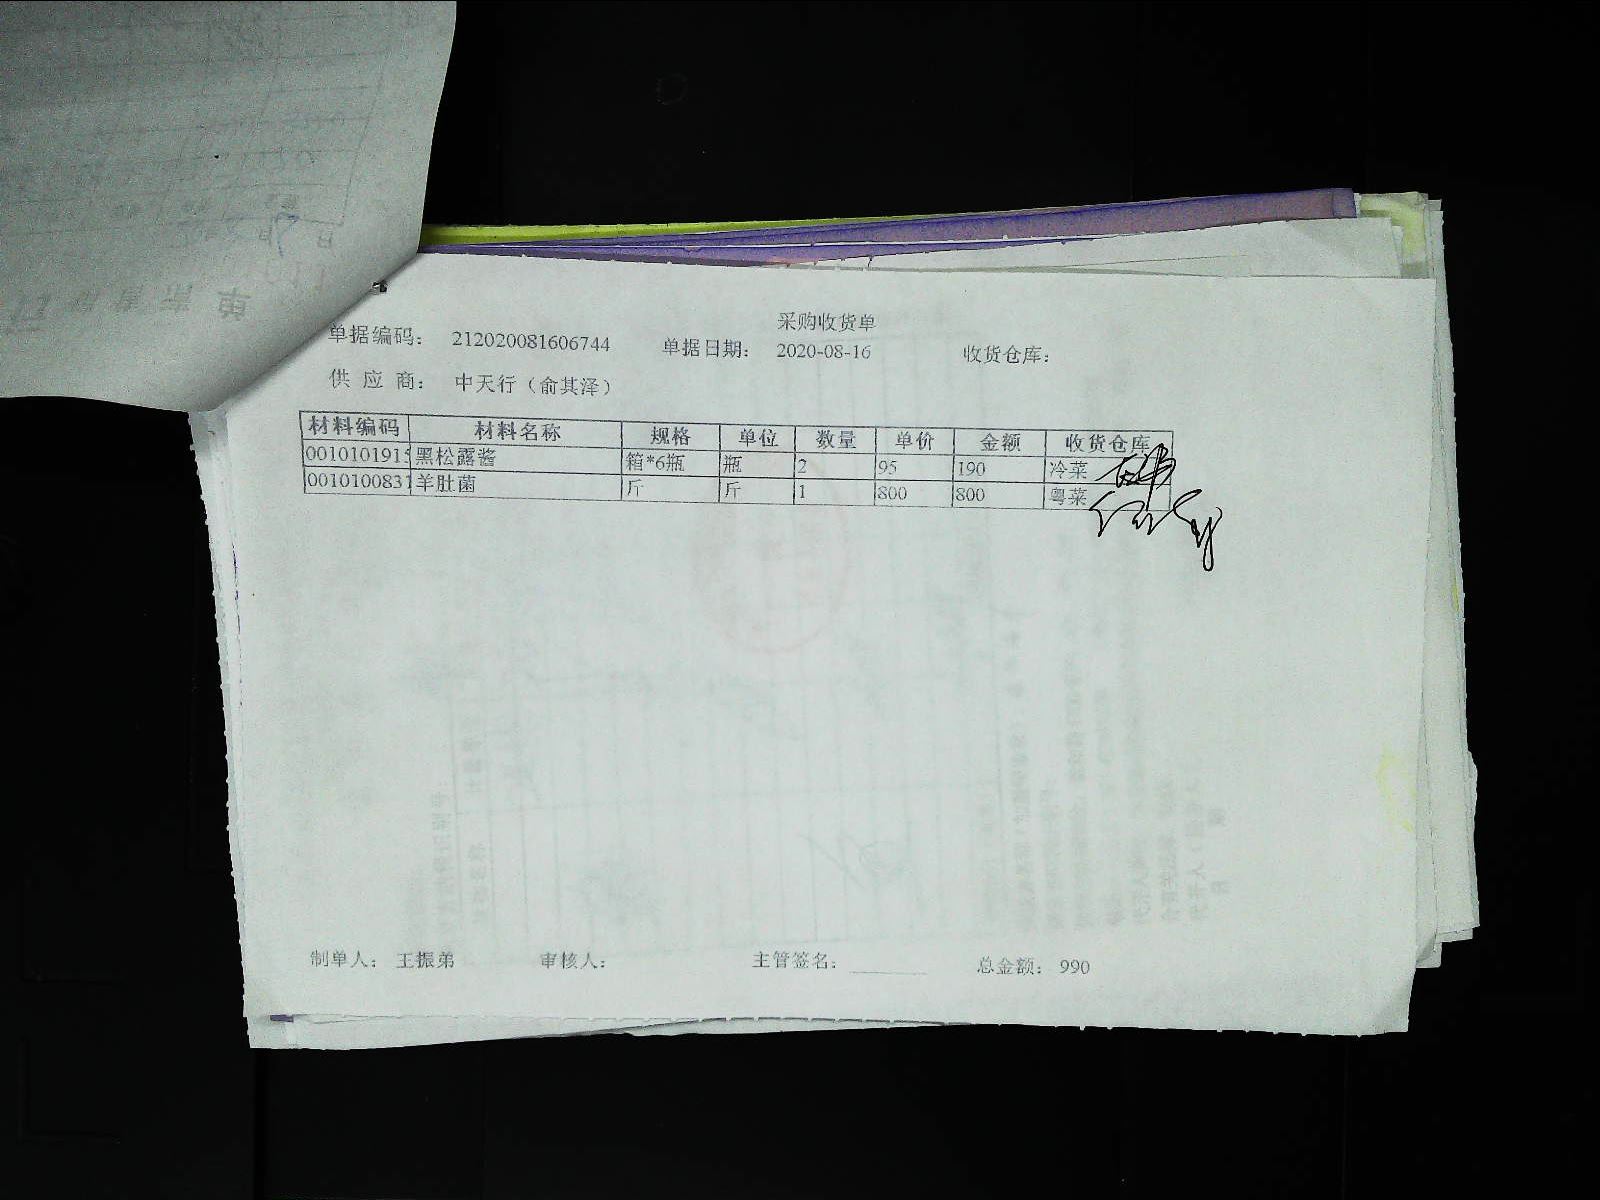 采购收货单
单据编码: 212020081606744 单据日期: 2020-08-16 收货仓库:
供 应 商: 中天行（俞其泽）
材料编码 材料名称 规格 单位 数量 单价 金额 收货仓库
0010101915 黑松露酱 箱*6瓶 瓶 2 95 190 冷菜
0010100831 羊肚菌 斤 斤 1 800 800 粤菜
制单人: 王振弟 审核人: 主管签名: 总金额: 990